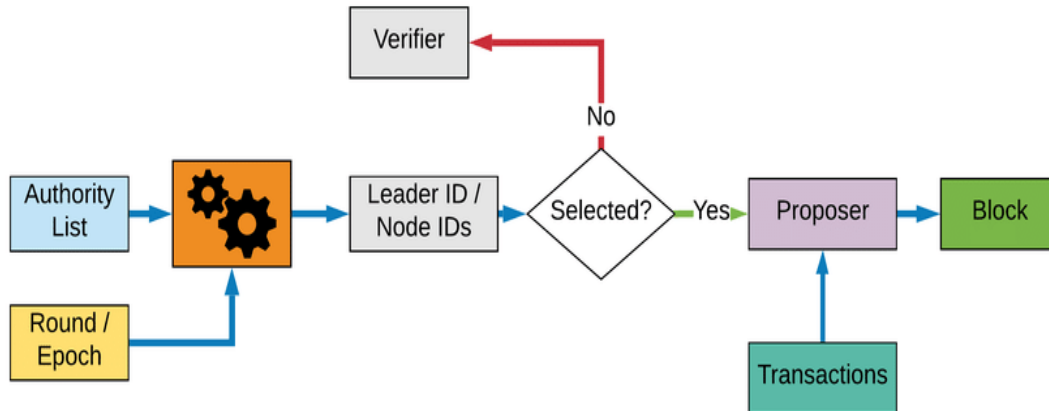 Verifier
No
Authority
List
Leader ID /
Node IDs
Selected?
Yes
Proposer
Block
Round /
Epoch
Transactions